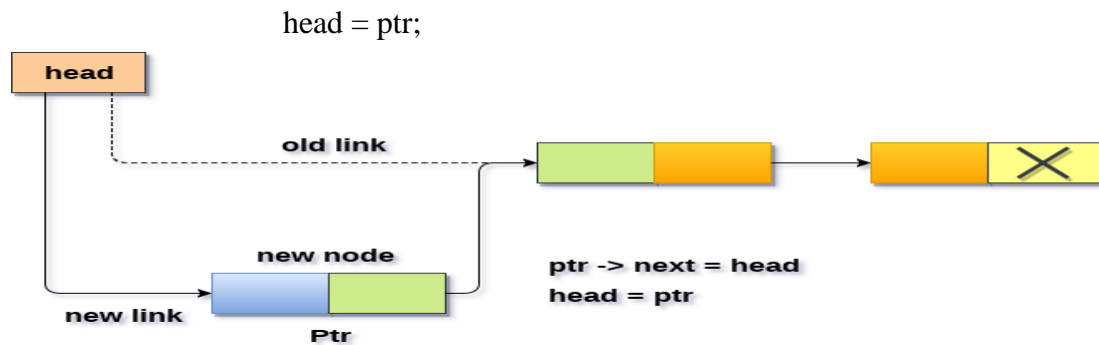 head = ptr;
head
old link
new node
ptr -> next = head
head = ptr
new link
Ptr